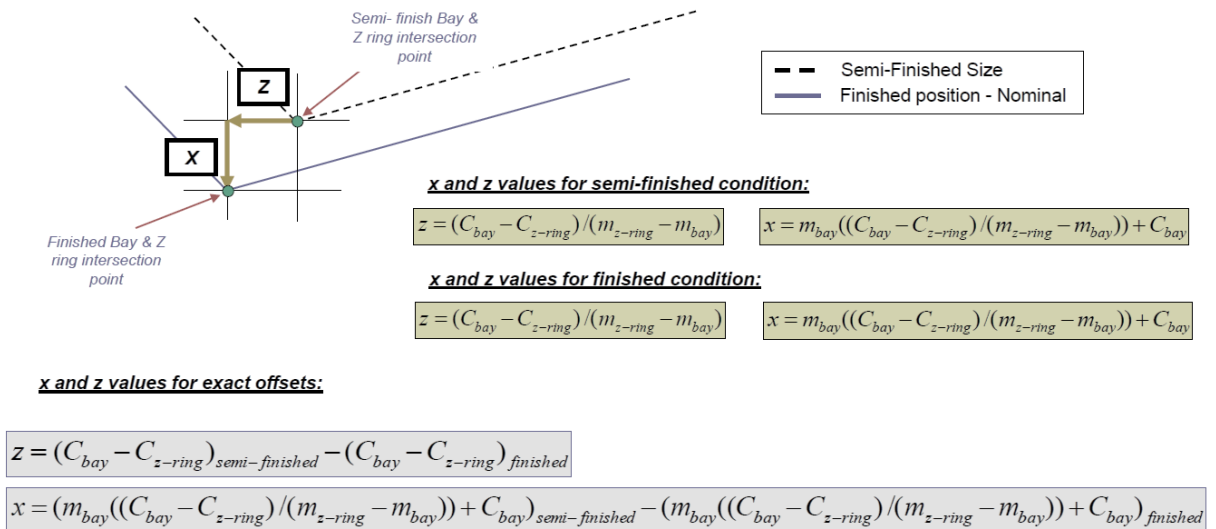 Semi- finish Bay &
Z ring intersection
point
Z
X
Semi-Finished Size
Finished position - Nominal
Finished Bay & Z
ring intersection
point
x and z values for semi-finished condition:
z = (C_bay − C_z−ring)/(m_z−ring − m_bay)
x = m_bay((C_bay − C_z−ring)/(m_z−ring − m_bay)) + C_bay
x and z values for finished condition:
z = (C_bay − C_z−ring)/(m_z−ring − m_bay)
x = m_bay((C_bay − C_z−ring)/(m_z−ring − m_bay)) + C_bay
x and z values for exact offsets:
z = (C_bay − C_z−ring)_semi−finished − (C_bay − C_z−ring)_finished
x = (m_bay((C_bay − C_z−ring)/(m_z−ring − m_bay)) + C_bay)_semi−finished − (m_bay((C_bay − C_z−ring)/(m_z−ring − m_bay)) + C_bay)_finished